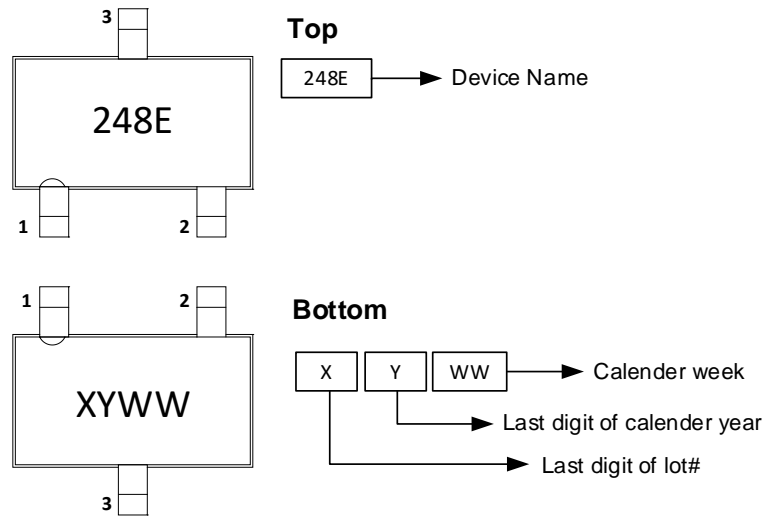 3
248E
1
2
Top
248E
Device Name
1
2
XYWW
3
Bottom
X
Y
WW
Calender week
Last digit of calender year
Last digit of lot#